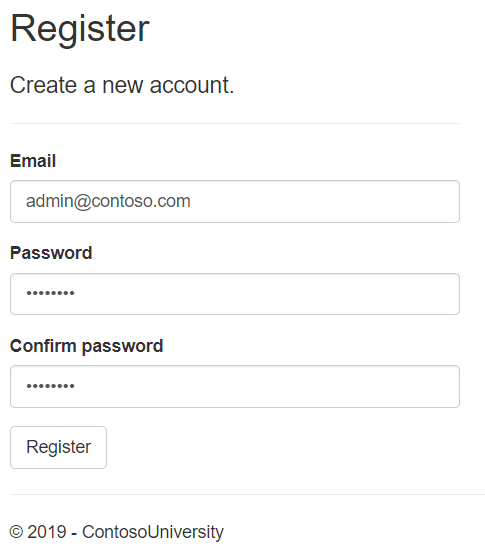 Register
Create a new account.
Email
admin@contoso.com
Password
••••••••
Confirm password
••••••••
Register
© 2019 - ContosoUniversity